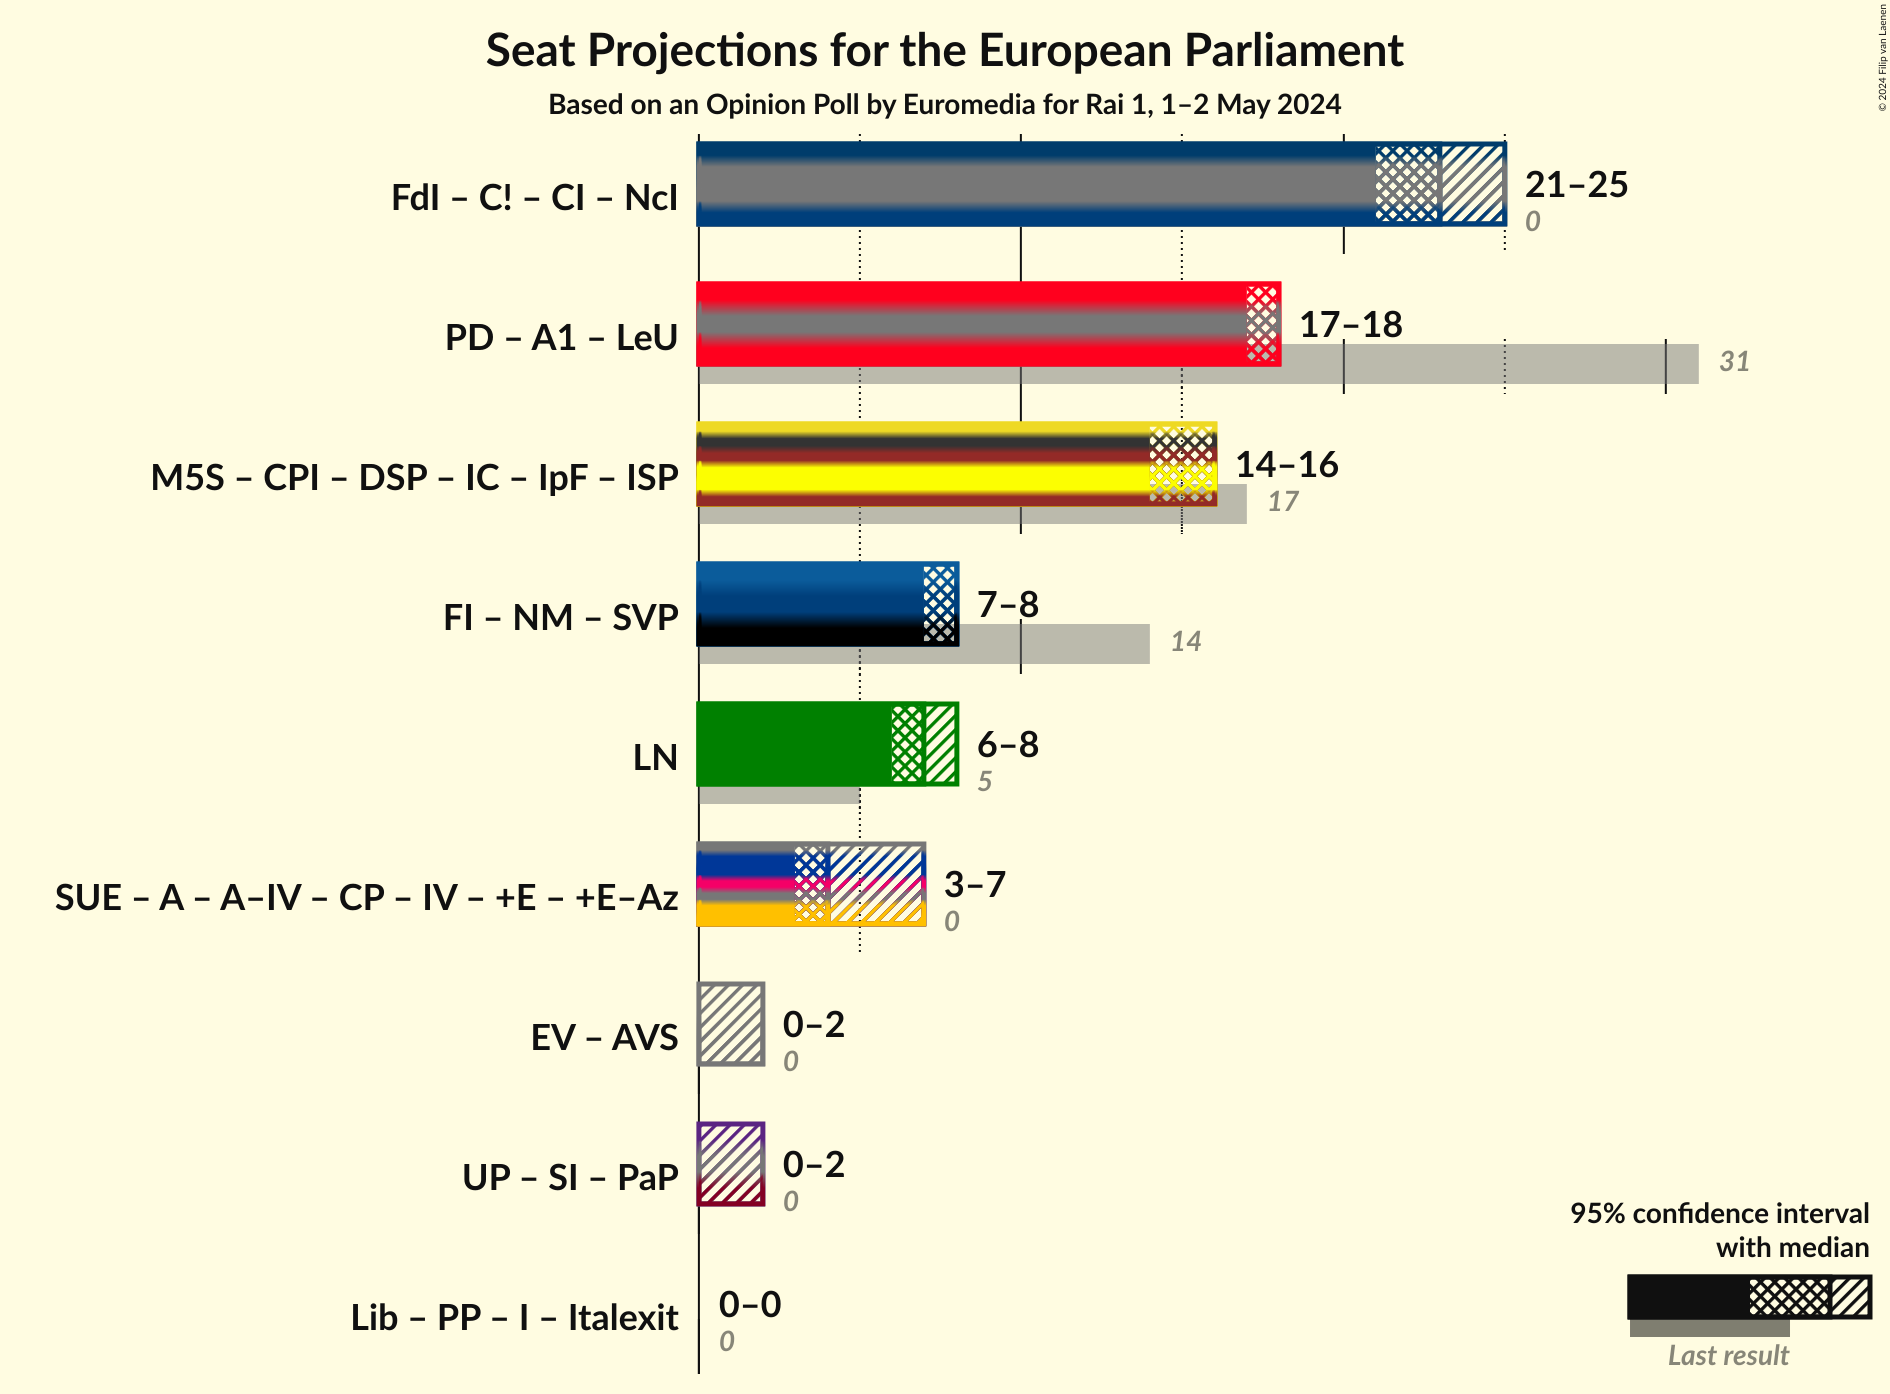 Seat Projections for the European Parliament
Based on an Opinion Poll by Euromedia for Rai 1, 1–2 May 2024
© 2024 Filip van Laenen
FdI – C! – CI – NcI
21–25
0
PD – A1 – LeU
17–18
31
M5S – CPI – DSP – IC – IpF – ISP
14–16
17
FI – NM – SVP
7–8
14
LN
6–8
5
SUE – A – A–IV – CP – IV – +E – +E–Az
3–7
0
EV – AVS
0–2
0
UP – SI – PaP
0–2
0
Lib – PP – I – Italexit
0–0
0
95% confidence interval
with median
Last result